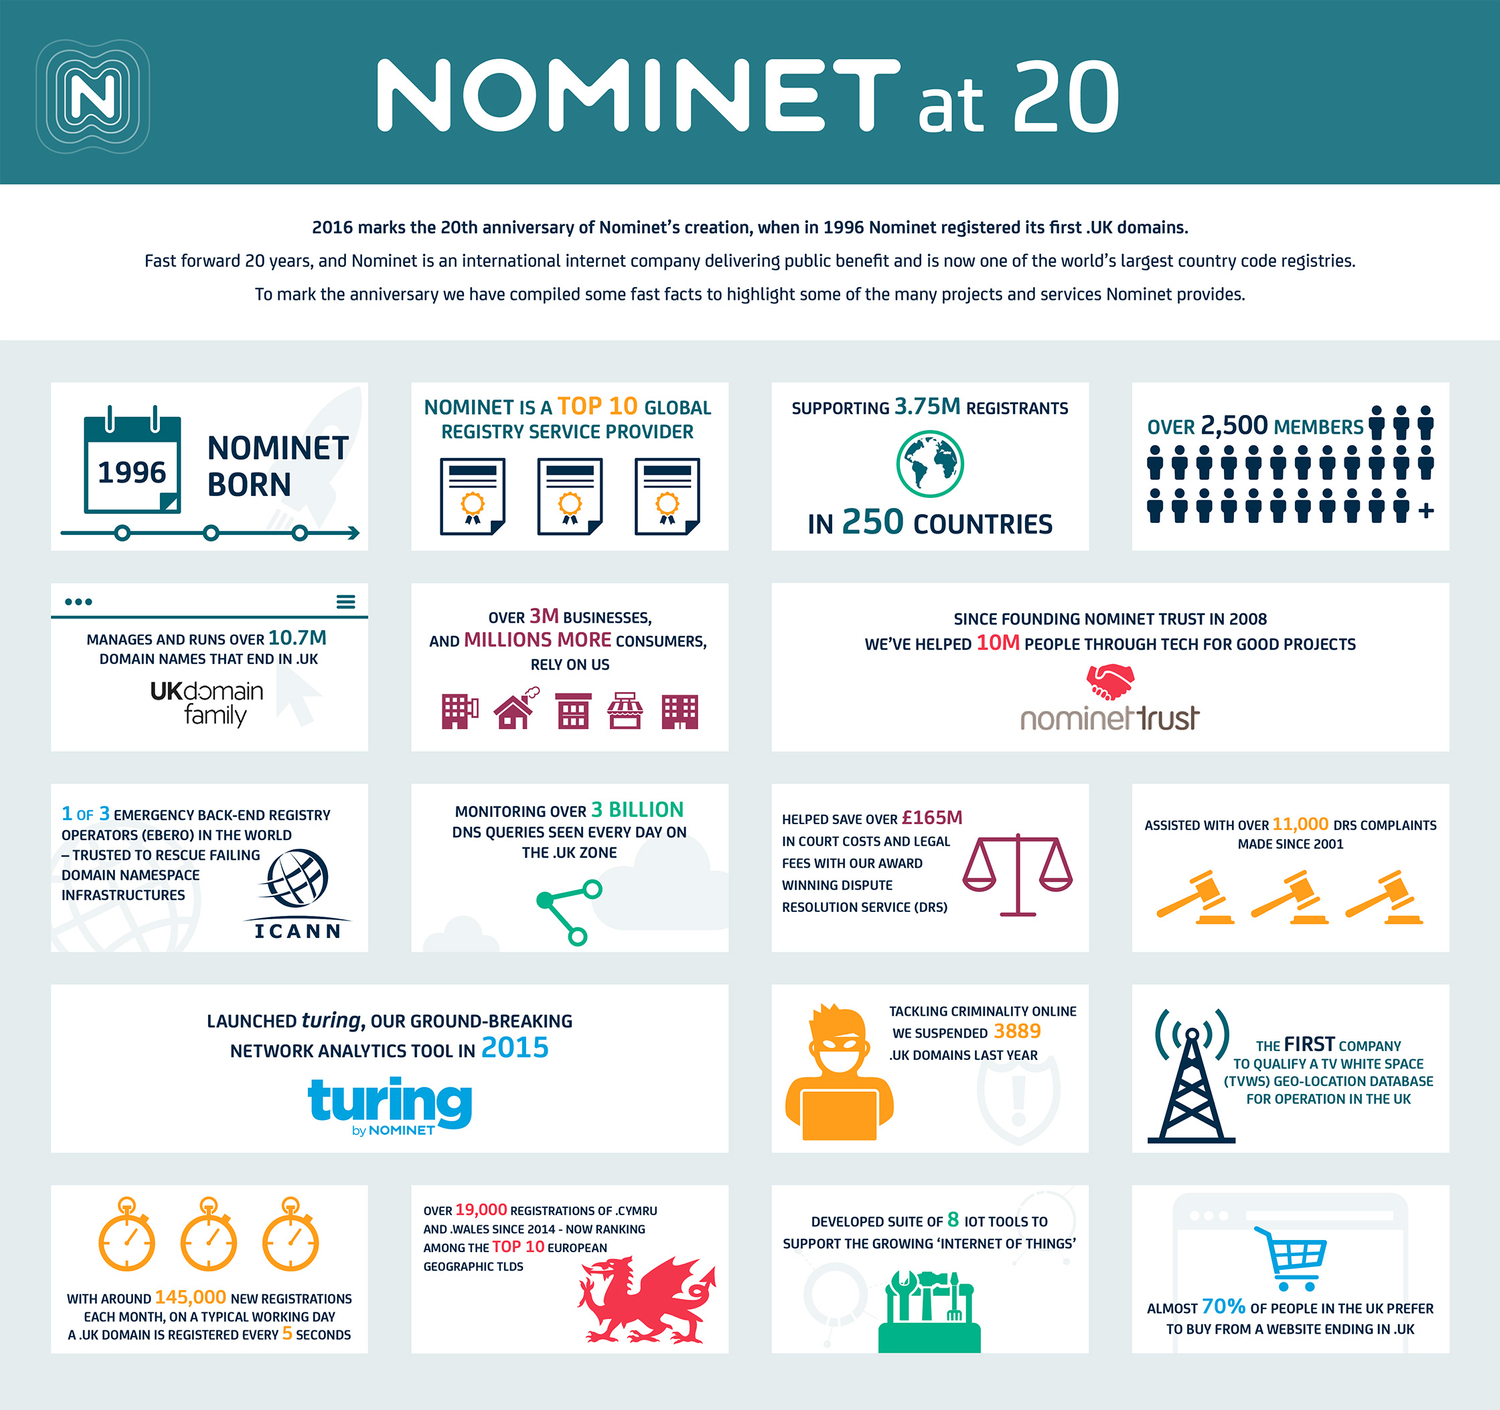 N
NOMINET at 20
2016 marks the 20th anniversary of Nominet's creation, when in 1996 Nominet registered its first .UK domains.
Fast forward 20 years, and Nominet is an international internet company delivering public benefit and is now one of the world's largest country code registries.
To mark the anniversary we have compiled some fast facts to highlight some of the many projects and services Nominet provides.
1996
NOMINET
BORN
NOMINET IS A TOP 10 GLOBAL
REGISTRY SERVICE PROVIDER
SUPPORTING 3.75M REGISTRANTS
IN 250 COUNTRIES
OVER 2,500 MEMBERS
+
MANAGES AND RUNS OVER 10.7M
DOMAIN NAMES THAT END IN .UK
UKdomain
family
OVER 3M BUSINESSES,
AND MILLIONS MORE CONSUMERS,
RELY ON US
SINCE FOUNDING NOMINET TRUST IN 2008
WE'VE HELPED 10M PEOPLE THROUGH TECH FOR GOOD PROJECTS
nominet trust
1 OF 3 EMERGENCY BACK-END REGISTRY
OPERATORS (EBERO) IN THE WORLD
– TRUSTED TO RESCUE FAILING
DOMAIN NAMESPACE
INFRASTRUCTURES
ICANN
MONITORING OVER 3 BILLION
DNS QUERIES SEEN EVERY DAY ON
THE .UK ZONE
HELPED SAVE OVER £165M
IN COURT COSTS AND LEGAL
FEES WITH OUR AWARD
WINNING DISPUTE
RESOLUTION SERVICE (DRS)
ASSISTED WITH OVER 11,000 DRS COMPLAINTS
MADE SINCE 2001
LAUNCHED turing, OUR GROUND-BREAKING
NETWORK ANALYTICS TOOL IN 2015
turing
by NOMINET
TACKLING CRIMINALITY ONLINE
WE SUSPENDED 3889
.UK DOMAINS LAST YEAR
THE FIRST COMPANY
TO QUALIFY A TV WHITE SPACE
(TVWS) GEO-LOCATION DATABASE
FOR OPERATION IN THE UK
WITH AROUND 145,000 NEW REGISTRATIONS
EACH MONTH, ON A TYPICAL WORKING DAY
A .UK DOMAIN IS REGISTERED EVERY 5 SECONDS
OVER 19,000 REGISTRATIONS OF .CYMRU
AND .WALES SINCE 2014 - NOW RANKING
AMONG THE TOP 10 EUROPEAN
GEOGRAPHIC TLDS
DEVELOPED SUITE OF 8 IOT TOOLS TO
SUPPORT THE GROWING 'INTERNET OF THINGS'
ALMOST 70% OF PEOPLE IN THE UK PREFER
TO BUY FROM A WEBSITE ENDING IN .UK